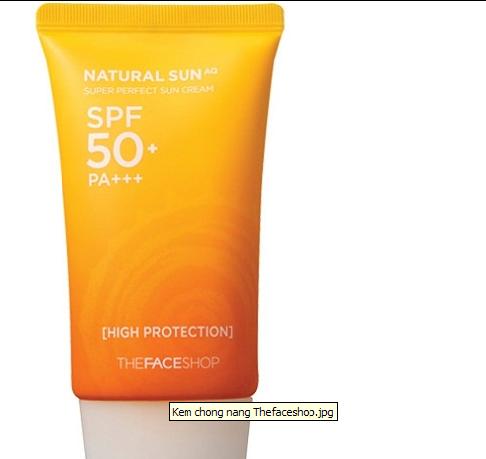 NATURAL SUN AQ
SUPER PERFECT SUN CREAM
SPF
50+
PA+++
[HIGH PROTECTION]
THEFACESHOP
Kem chong nang Thefaceshop.jpg